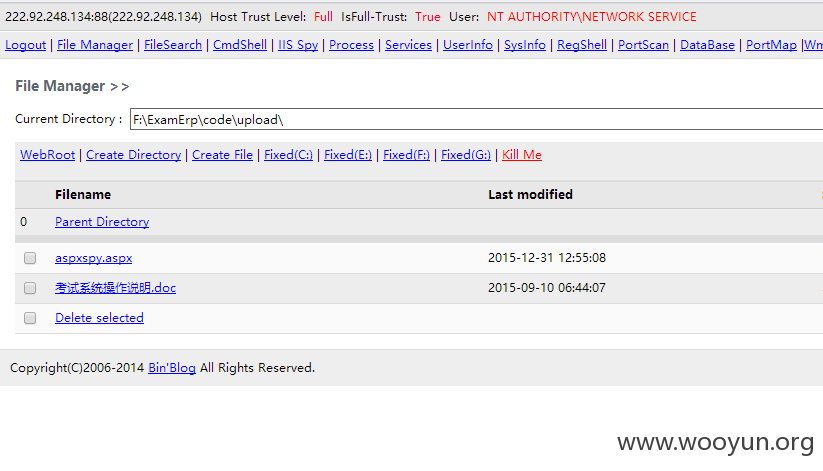 222.92.248.134:88(222.92.248.134) Host Trust Level: Full IsFull-Trust: True User: NT AUTHORITY\NETWORK SERVICE
Logout | File Manager | FileSearch | CmdShell | IIS Spy | Process | Services | UserInfo | SysInfo | RegShell | PortScan | DataBase | PortMap |Wm
File Manager >>
Current Directory : F:\ExamErp\code\upload\
WebRoot | Create Directory | Create File | Fixed(C:) | Fixed(E:) | Fixed(F:) | Fixed(G:) | Kill Me
Filename Last modified
0 Parent Directory
aspxspy.aspx 2015-12-31 12:55:08
考试系统操作说明.doc 2015-09-10 06:44:07
Delete selected
Copyright(C)2006-2014 Bin'Blog All Rights Reserved.
www.wooyun.org